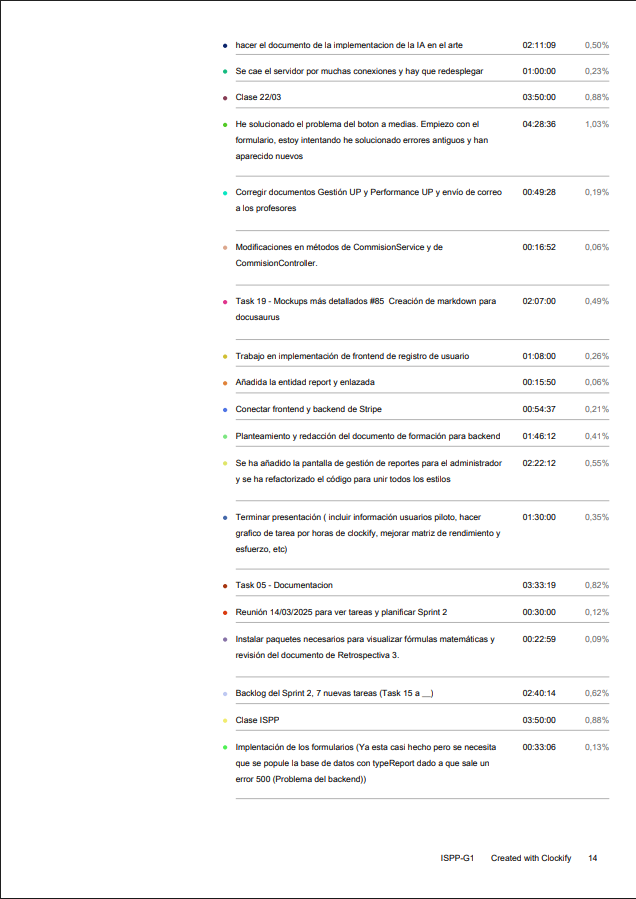 hacer el documento de la implementacion de la IA en el arte 02:11:09 0,50%
Se cae el servidor por muchas conexiones y hay que redesplegar 01:00:00 0,23%
Clase 22/03 03:50:00 0,88%
He solucionado el problema del boton a medias. Empiezo con el 04:28:36 1,03%
formulario, estoy intentando he solucionado errores antiguos y han
aparecido nuevos
Corregir documentos Gestión UP y Performance UP y envio de correo 00:49:28 0,19%
a los profesores
Modificaciones en métodos de CommisionService y de 00:16:52 0,06%
CommisionController.
Task 19 - Mockups más detallados #85  Creación de markdown para 02:07:00 0,49%
docusaurus
Trabajo en implementación de frontend de registro de usuario 01:08:00 0,26%
Añadida la entidad report y enlazada 00:15:50 0,06%
Conectar frontend y backend de Stripe 00:54:37 0,21%
Planteamiento y redacción del documento de formación para backend 01:46:12 0,41%
Se ha añadido la pantalla de gestión de reportes para el administrador 02:22:12 0,55%
y se ha refactorizado el código para unir todos los estilos
Terminar presentación ( incluir información usuarios piloto, hacer 01:30:00 0,35%
grafico de tarea por horas de clockify, mejorar matriz de rendimiento y
esfuerzo, etc)
Task 05 - Documentacion 03:33:19 0,82%
Reunión 14/03/2025 para ver tareas y planificar Sprint 2 00:30:00 0,12%
Instalar paquetes necesarios para visualizar fórmulas matemáticas y 00:22:59 0,09%
revisión del documento de Retrospectiva 3.
Backlog del Sprint 2, 7 nuevas tareas (Task 15 a __) 02:40:14 0,62%
Clase ISPP 03:50:00 0,88%
Implentación de los formularios (Ya esta casi hecho pero se necesita 00:33:06 0,13%
que se popule la base de datos con typeReport dado a que sale un
error 500 (Problema del backend))
ISPP-G1 Created with Clockify 14